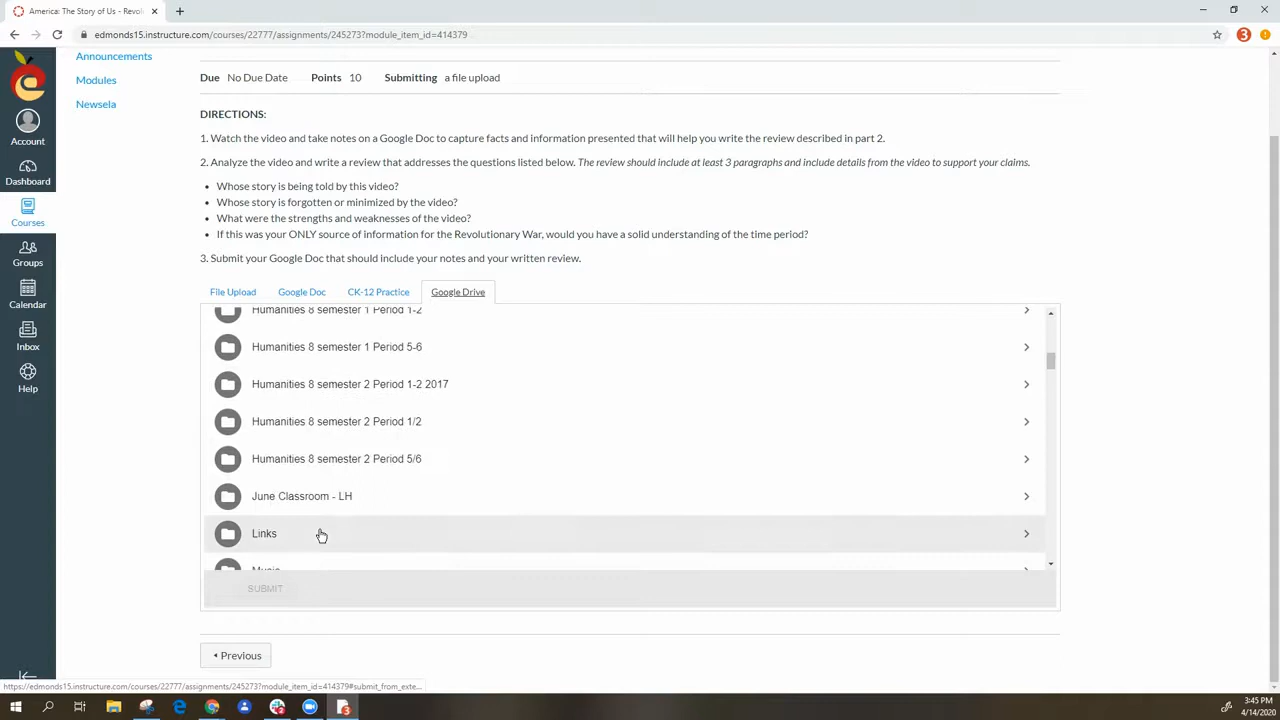 America: The Story of Us - Revol
edmonds15.instructure.com/courses/22777/assignments/245273?module_item_id=414379
3
Announcements
Modules
Newsela
Account
Dashboard
Courses
Groups
Calendar
Inbox
Help
Due No Due Date Points 10 Submitting a file upload
DIRECTIONS:
1. Watch the video and take notes on a Google Doc to capture facts and information presented that will help you write the review described in part 2.
2. Analyze the video and write a review that addresses the questions listed below. The review should include at least 3 paragraphs and include details from the video to support your claims.
• Whose story is being told by this video?
• Whose story is forgotten or minimized by the video?
• What were the strengths and weaknesses of the video?
• If this was your ONLY source of information for the Revolutionary War, would you have a solid understanding of the time period?
3. Submit your Google Doc that should include your notes and your written review.
File Upload Google Doc CK-12 Practice Google Drive
Humanities 8 semester 1 Period 1-2
Humanities 8 semester 1 Period 5-6
Humanities 8 semester 2 Period 1-2 2017
Humanities 8 semester 2 Period 1/2
Humanities 8 semester 2 Period 5/6
June Classroom - LH
Links
Music
SUBMIT
Previous
https://edmonds15.instructure.com/courses/22777/assignments/245273?module_item_id=414379#submit_from_exte...
3:45 PM
4/14/2020